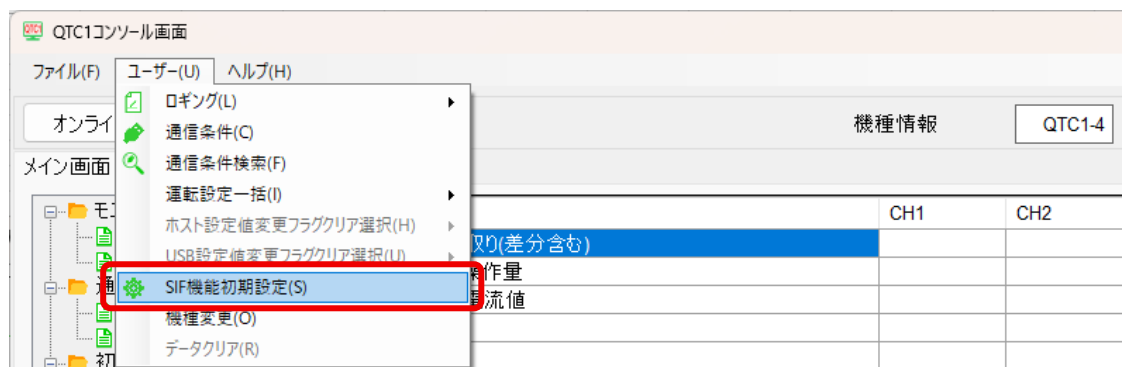 QTC1 QTC1コンソール画面
ファイル(F) ユーザー(U) ヘルプ(H)
ロギング(L)
オンライ 機種情報 QTC1-4
通信条件(C)
メイン画面 通信条件検索(F)
運転設定一括(I)
モニ CH1 CH2
ホスト設定値変更フラグクリア選択(H)
取り(差分含む)
USB設定値変更フラグクリア選択(U)
操作量
通 SIF機能初期設定(S)
電流値
機種変更(O)
データクリア(R)
初